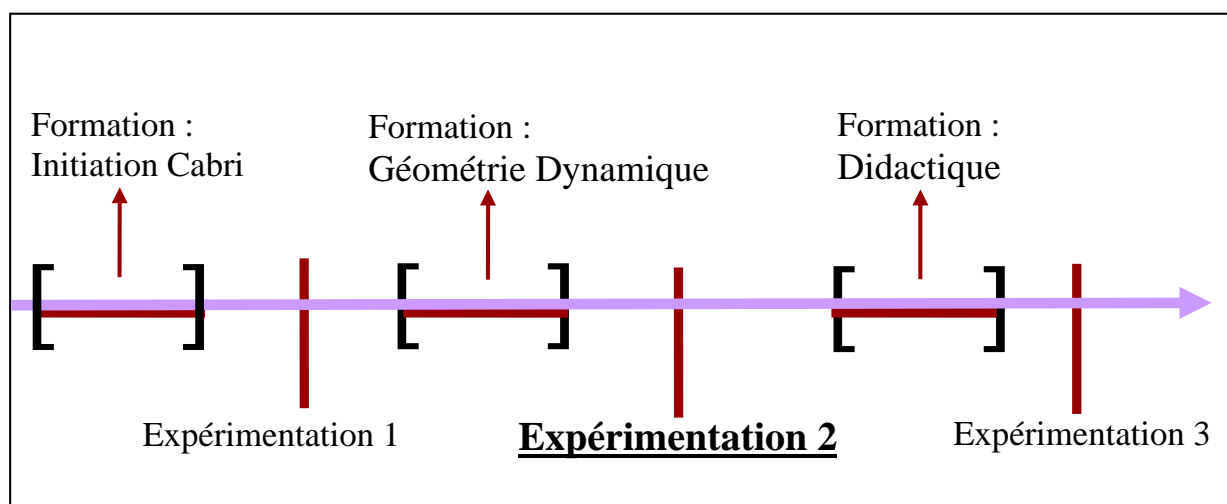 Formation :
Initiation Cabri
Formation :
Géométrie Dynamique
Formation :
Didactique
Expérimentation 1
Expérimentation 2
Expérimentation 3